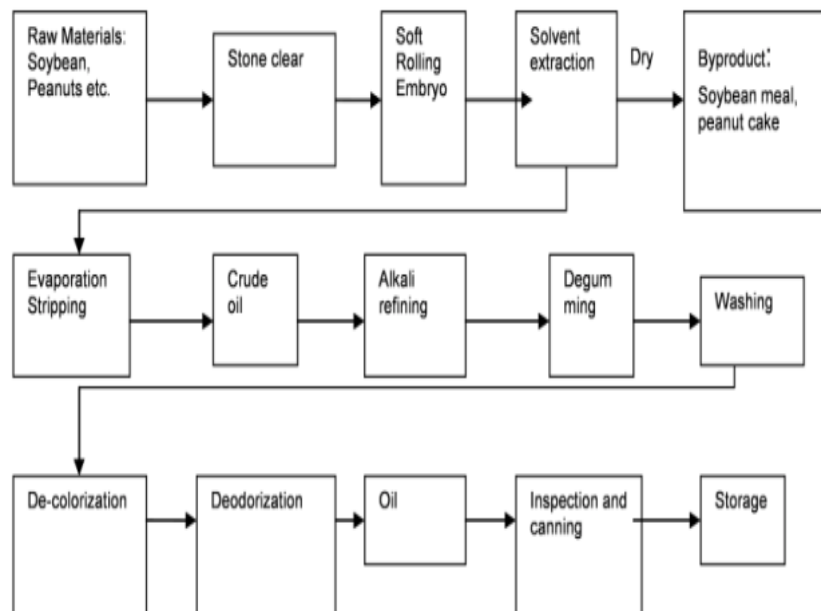 Raw Materials:
Soybean,
Peanuts etc.
Stone clear
Soft
Rolling
Embryo
Solvent
extraction
Dry
Byproduct:
Soybean meal,
peanut cake
Evaporation
Stripping
Crude
oil
Alkali
refining
Degum
ming
Washing
De-colorization
Deodorization
Oil
Inspection and
canning
Storage